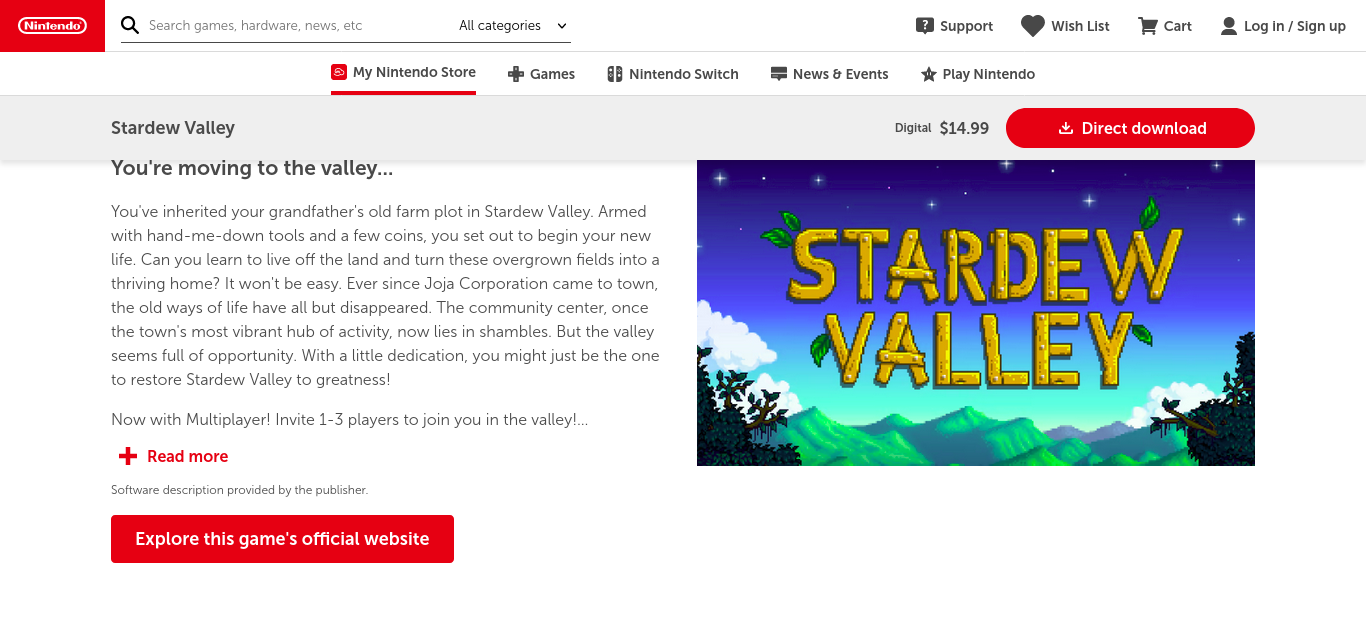 Nintendo
Search games, hardware, news, etc
All categories
Support
Wish List
Cart
Log in / Sign up
My Nintendo Store
Games
Nintendo Switch
News & Events
Play Nintendo
Stardew Valley
Digital $14.99
Direct download
You're moving to the valley...
You've inherited your grandfather's old farm plot in Stardew Valley. Armed
with hand-me-down tools and a few coins, you set out to begin your new
life. Can you learn to live off the land and turn these overgrown fields into a
thriving home? It won't be easy. Ever since Joja Corporation came to town,
the old ways of life have all but disappeared. The community center, once
the town's most vibrant hub of activity, now lies in shambles. But the valley
seems full of opportunity. With a little dedication, you might just be the one
to restore Stardew Valley to greatness!
Now with Multiplayer! Invite 1-3 players to join you in the valley!...
Read more
Software description provided by the publisher.
Explore this game's official website
STARDEW
VALLEY